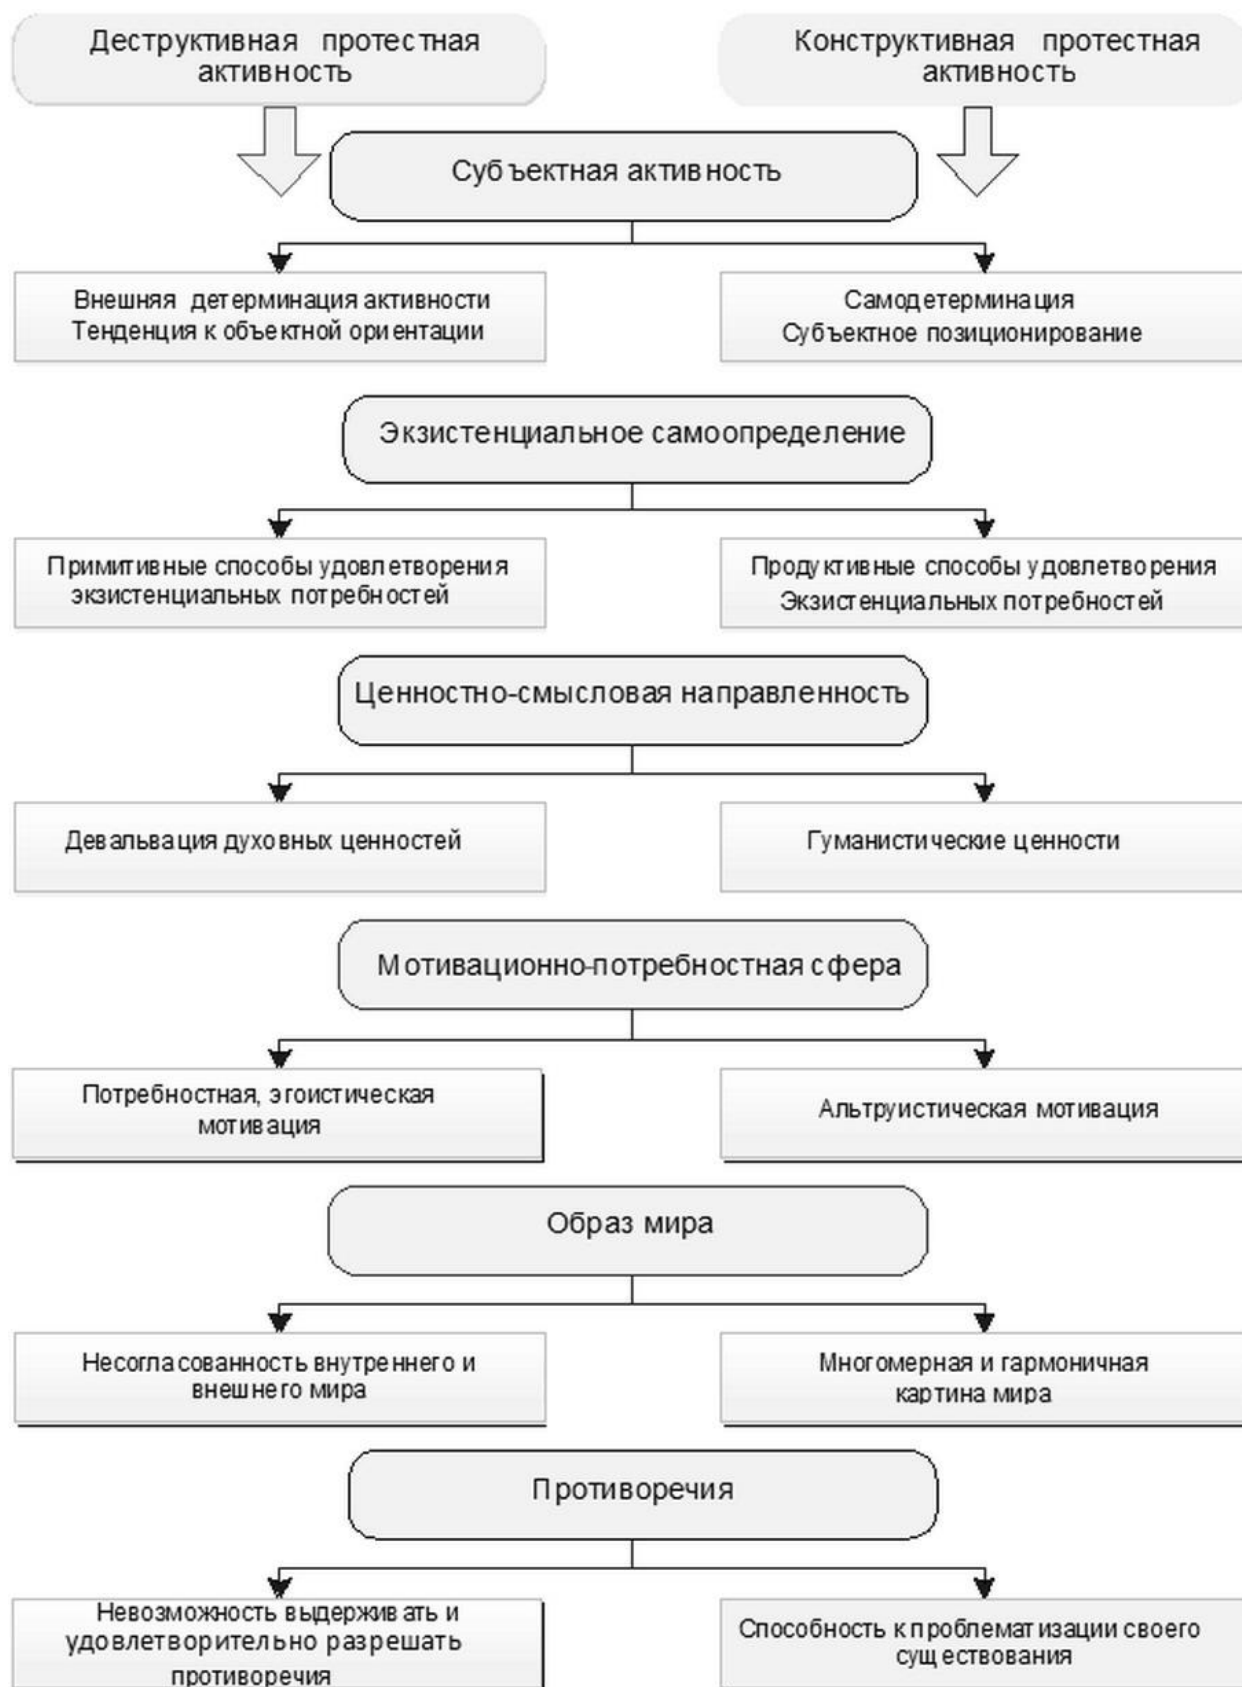 Деструктивная протестная
активность
Конструктивная протестная
активность
Субъектная активность
Внешняя детерминация активности
Тенденция к объектной ориентации
Самодетерминация
Субъектное позиционирование
Экзистенциальное самоопределение
Примитивные способы удовлетворения
экзистенциальных потребностей
Продуктивные способы удовлетворения
Экзистенциальных потребностей
Ценностно-смысловая направленность
Девальвация духовных ценностей
Гуманистические ценности
Мотивационно-потребностная сфера
Потребностная, эгоистическая
мотивация
Альтруистическая мотивация
Образ мира
Несогласованность внутреннего и
внешнего мира
Многомерная и гармоничная
картина мира
Противоречия
Невозможность выдерживать и
удовлетворительно разрешать
противоречия
Способность к проблематизации своего
существования